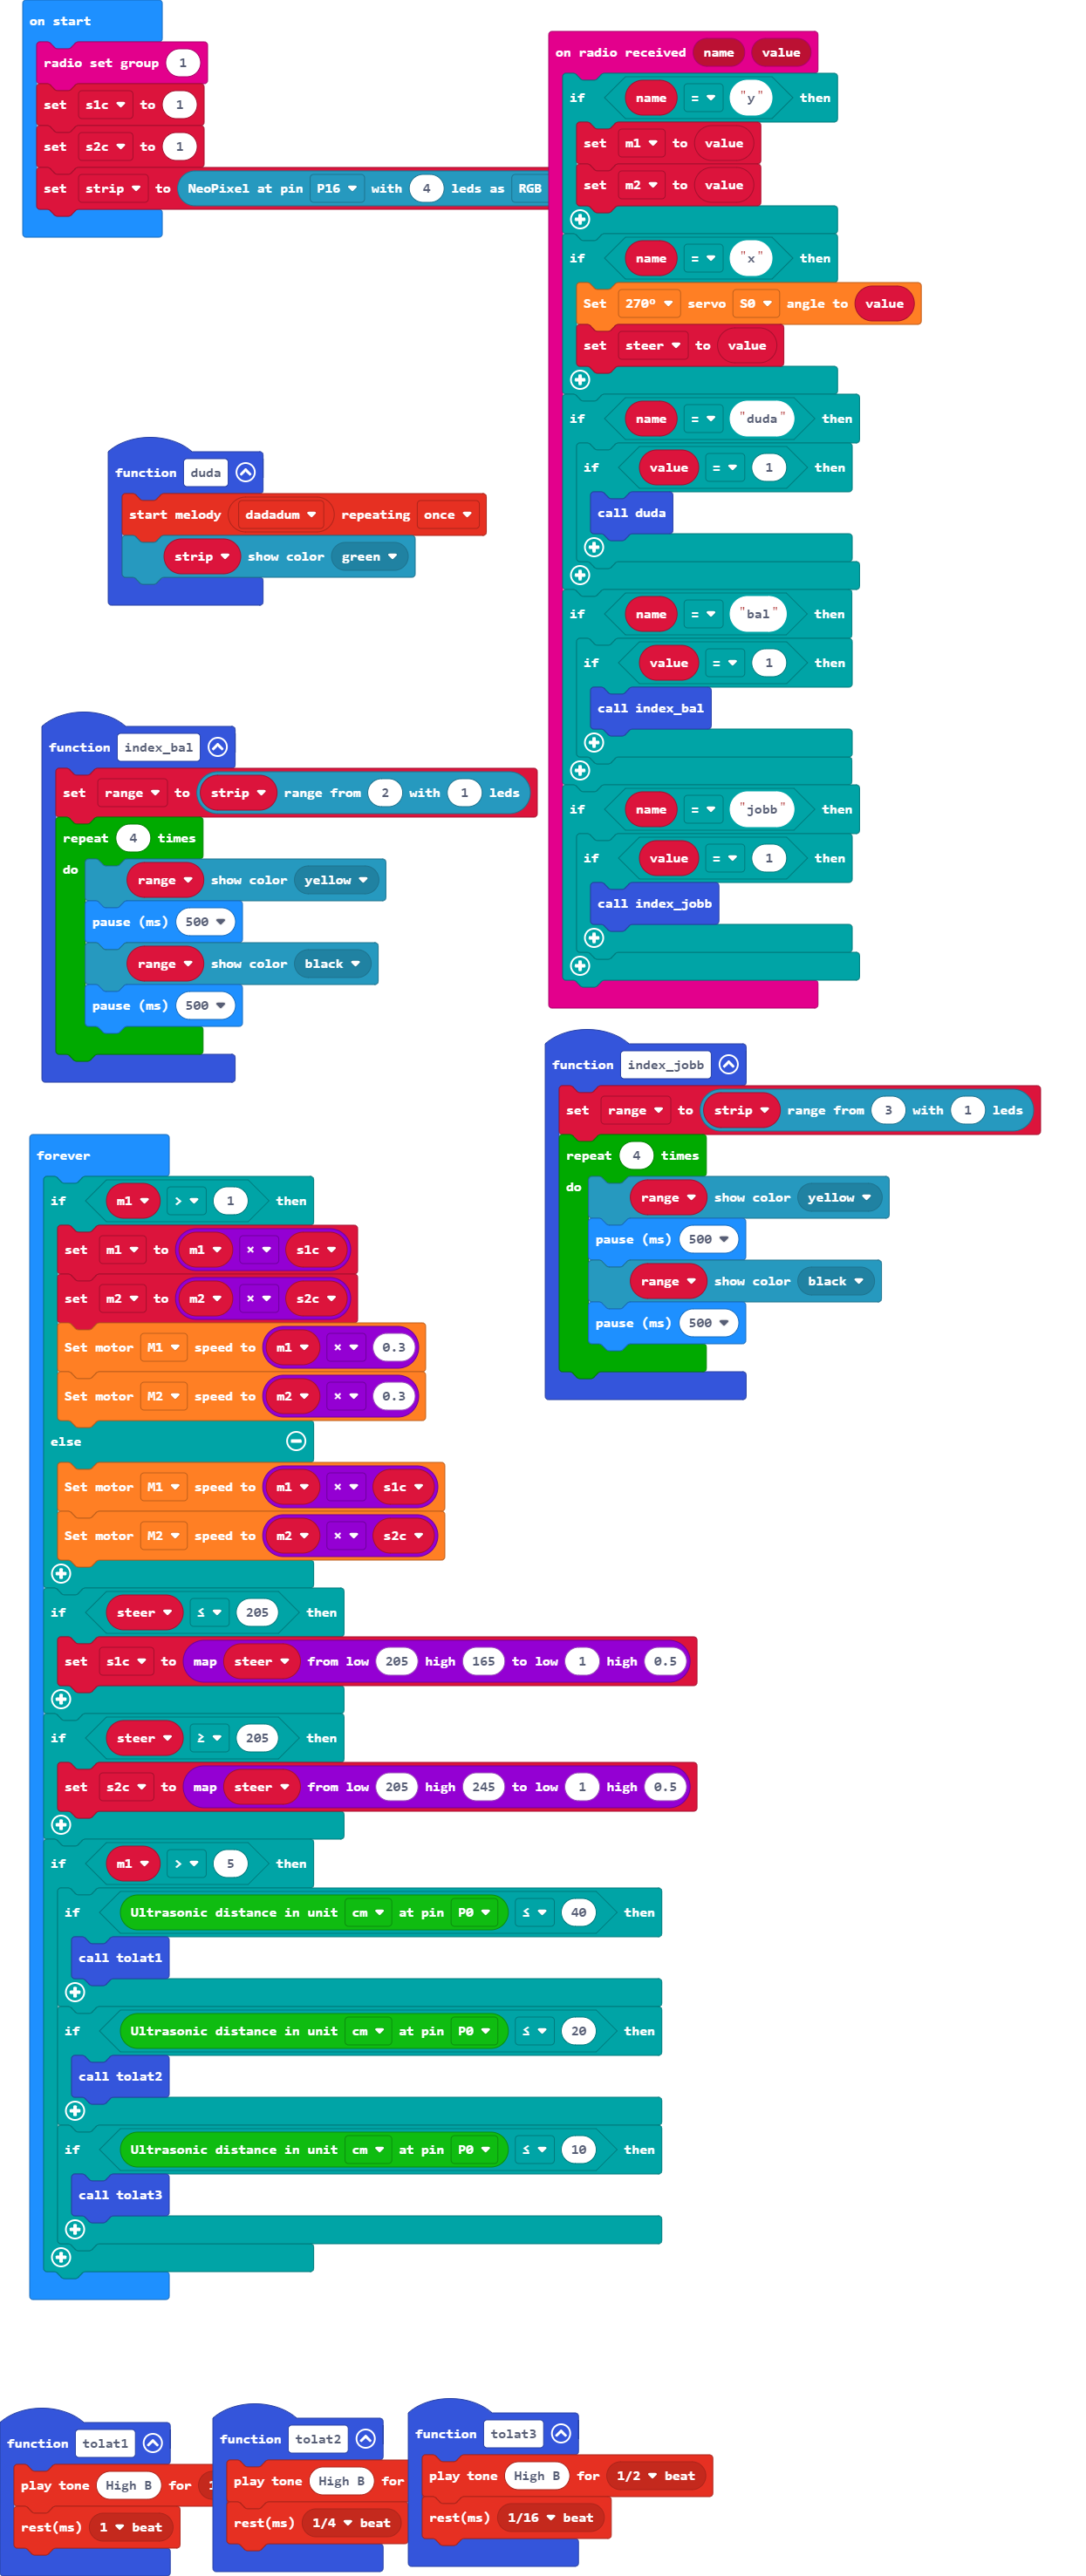 on start
radio set group 1
set s1c to 1
set s2c to 1
set strip to NeoPixel at pin P16 with 4 leds as RGB
on radio received name value
if name = "y" then
set m1 to value
set m2 to value
if name = "x" then
Set 270° servo S0 angle to value
set steer to value
if name = "duda" then
if value = 1 then
call duda
if name = "bal" then
if value = 1 then
call index_bal
if name = "jobb" then
if value = 1 then
call index_jobb
function duda
start melody dadadum repeating once
strip show color green
function index_bal
set range to strip range from 2 with 1 leds
repeat 4 times
do
range show color yellow
pause (ms) 500
range show color black
pause (ms) 500
function index_jobb
set range to strip range from 3 with 1 leds
repeat 4 times
do
range show color yellow
pause (ms) 500
range show color black
pause (ms) 500
forever
if m1 > 1 then
set m1 to m1 × s1c
set m2 to m2 × s2c
Set motor M1 speed to m1 × 0.3
Set motor M2 speed to m2 × 0.3
else
Set motor M1 speed to m1 × s1c
Set motor M2 speed to m2 × s2c
if steer ≤ 205 then
set s1c to map steer from low 205 high 165 to low 1 high 0.5
if steer ≥ 205 then
set s2c to map steer from low 205 high 245 to low 1 high 0.5
if m1 > 5 then
if Ultrasonic distance in unit cm at pin P0 ≤ 40 then
call tolat1
if Ultrasonic distance in unit cm at pin P0 ≤ 20 then
call tolat2
if Ultrasonic distance in unit cm at pin P0 ≤ 10 then
call tolat3
function tolat1
play tone High B for
rest(ms) 1 beat
function tolat2
play tone High B for
rest(ms) 1/4 beat
function tolat3
play tone High B for 1/2 beat
rest(ms) 1/16 beat